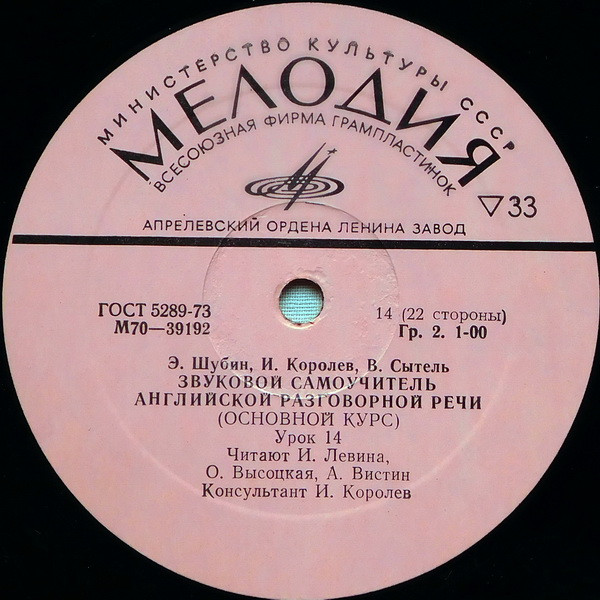 МИНИСТЕРСТВО КУЛЬТУРЫ СССР
МЕЛОДИЯ
ВСЕСОЮЗНАЯ ФИРМА ГРАМПЛАСТИНОК
▽33
АПРЕЛЕВСКИЙ ОРДЕНА ЛЕНИНА ЗАВОД
ГОСТ 5289-73
М70—39192
14 (22 стороны)
Гр. 2. 1-00
Э. Шубин, И. Королев, В. Сытель
ЗВУКОВОЙ САМОУЧИТЕЛЬ
АНГЛИЙСКОЙ РАЗГОВОРНОЙ РЕЧИ
(ОСНОВНОЙ КУРС)
Урок 14
Читают И. Левина,
О. Высоцкая, А. Вистин
Консультант И. Королев